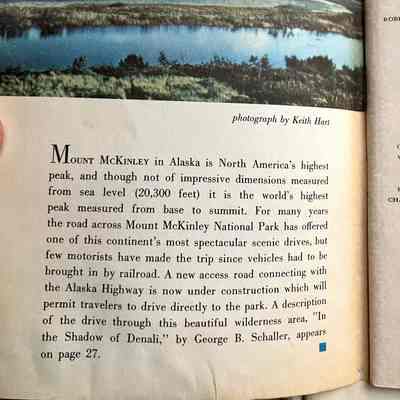 photograph by Keith Hart
ROBE
MOUNT MCKINLEY in Alaska is North America's highest
peak, and though not of impressive dimensions measured
from sea level (20,300 feet) it is the world's highest
peak measured from base to summit. For many years
the road across Mount McKinley National Park has offered
one of this continent's most spectacular scenic drives, but
few motorists have made the trip since vehicles had to be
brought in by railroad. A new access road connecting with
the Alaska Highway is now under construction which will
permit travelers to drive directly to the park. A description
of the drive through this beautiful wilderness area, "In
the Shadow of Denali," by George B. Schaller, appears
on page 27.
CHA